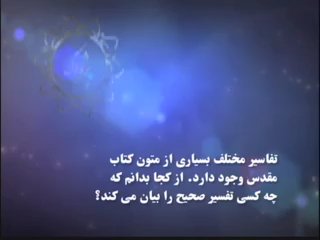 تفاسیر مختلف بسیاری از متون کتاب
مقدس وجود دارد. از کجا بدانم که
چه کسی تفسیر صحیح را بیان می کند؟